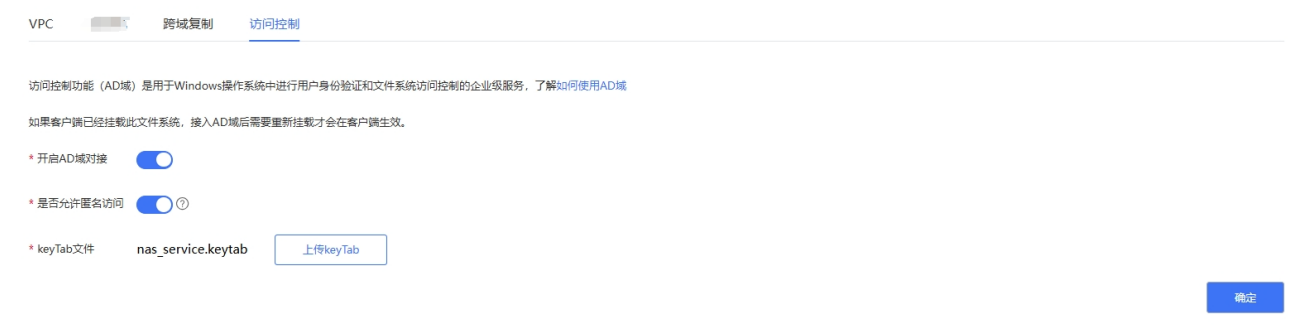 VPC 跨域复制 访问控制
访问控制功能（AD域）是用于Windows操作系统中进行用户身份验证和文件系统访问控制的企业级服务，了解如何使用AD域
如果客户端已经挂载此文件系统，接入AD域后需要重新挂载才会在客户端生效。
* 开启AD域对接
* 是否允许匿名访问 ?
* keyTab文件 nas_service.keytab 上传keyTab
确定